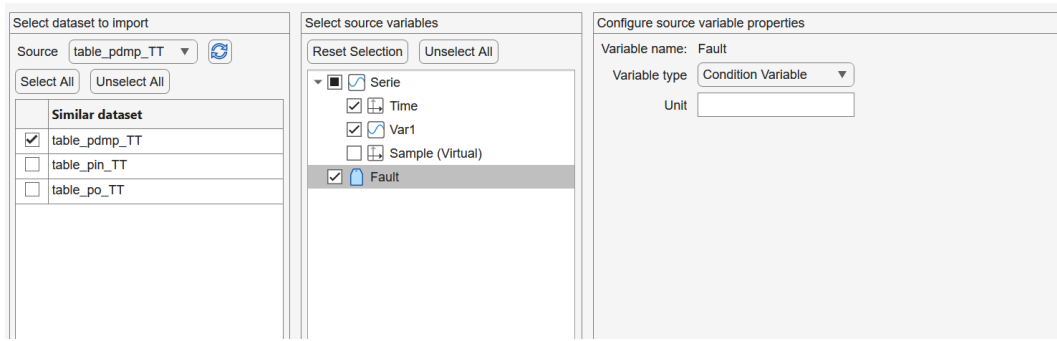 Select dataset to import
Source table_pdmp_TT
Select All Unselect All
Similar dataset
table_pdmp_TT
table_pin_TT
table_po_TT
Select source variables
Reset Selection Unselect All
Serie
Time
Var1
Sample (Virtual)
Fault
Configure source variable properties
Variable name: Fault
Variable type Condition Variable
Unit